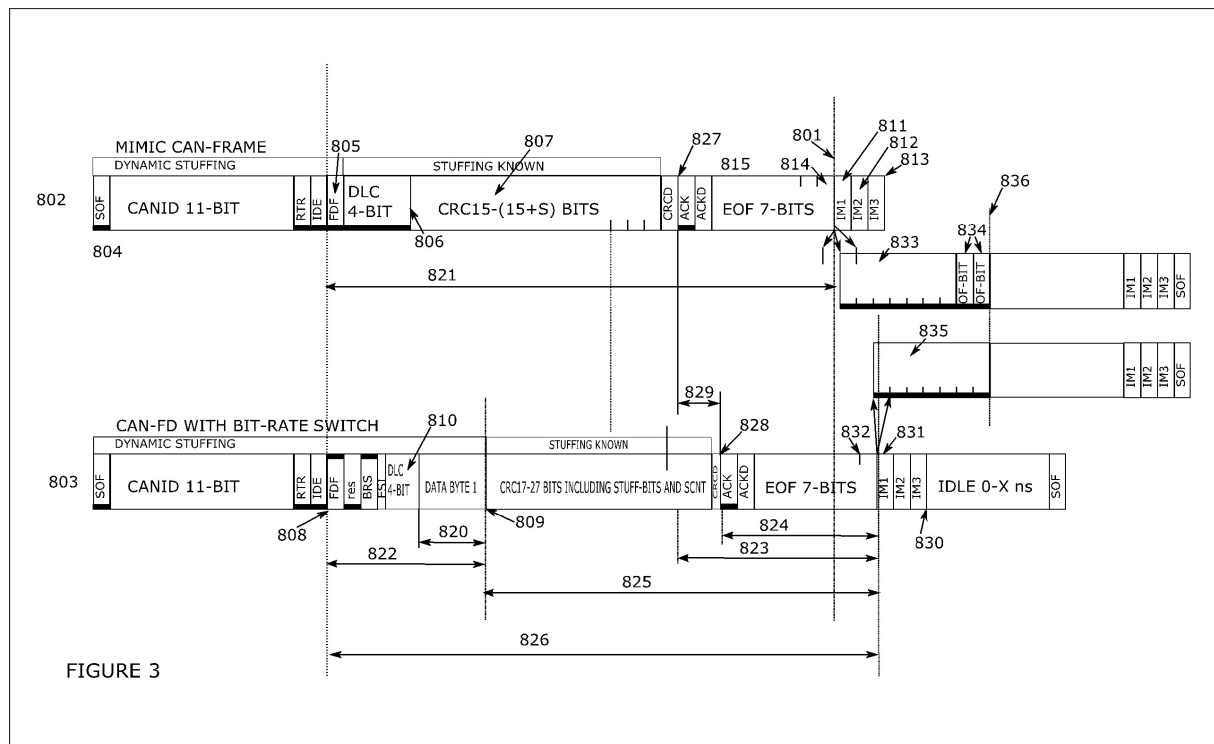 801
811
812
813
836
MIMIC CAN-FRAME
805
807
827
DYNAMIC STUFFING
STUFFING KNOWN
815
814
802
SOF
CANID 11-BIT
RTR
IDE
FDF
DLC
4-BIT
CRC15-(15+S) BITS
CRCD
ACK
ACKD
EOF 7-BITS
IM1
IM2
IM3
804
806
833
834
821
OF-BIT
OF-BIT
IM1
IM2
IM3
SOF
835
IM1
IM2
IM3
SOF
829
CAN-FD WITH BIT-RATE SWITCH
810
828
DYNAMIC STUFFING
STUFFING KNOWN
832
831
803
SOF
CANID 11-BIT
RTR
IDE
FDF
res
BRS
ESI
DLC
4-BIT
DATA BYTE 1
CRC17-27 BITS INCLUDING STUFF-BITS AND SCNT
CRCD
ACK
ACKD
EOF 7-BITS
IM1
IM2
IM3
IDLE 0-X ns
SOF
808
820
809
824
830
822
823
825
826
FIGURE 3